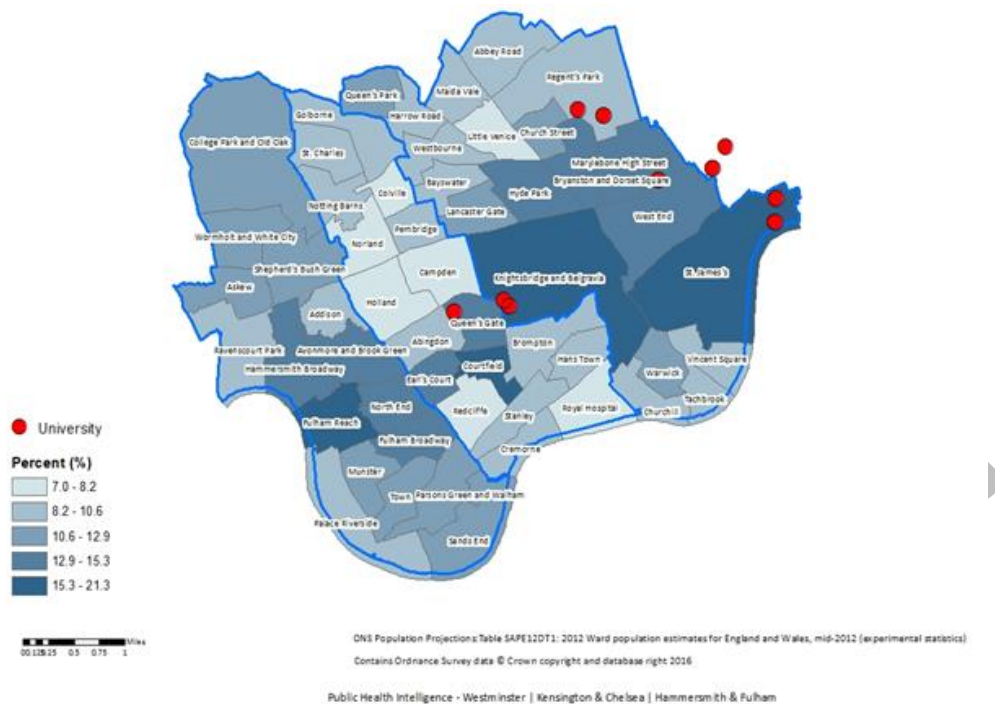 Abbey Road
Regent's Park
Maida Vale
Queen's Park
Harrow Road
Golborne
Church Street
Little Venice
College Park and Old Oak
Westbourne
St. Charles
Marylebone High Street
Bryanston and Dorset Square
Bayswater
Hyde Park
Colville
Notting Barns
Lancaster Gate
West End
Pembridge
Wormholt and White City
Norland
Shepherd's Bush Green
Campden
St. James's
Knightsbridge and Belgravia
Askew
Holland
Addison
Queen's Gate
Abingdon
Brompton
Ravenscourt Park
Avonmore and Brook Green
Hans Town
Vincent Square
Hammersmith Broadway
Courtfield
Warwick
Earl's Court
Tachbrook
North End
Redcliffe
Royal Hospital
Churchill
Stanley
Fulham Reach
Fulham Broadway
Cremorne
Munster
Town
Parsons Green and Walham
Palace Riverside
Sands End
University
Percent (%)
7.0 - 8.2
8.2 - 10.6
10.6 - 12.9
12.9 - 15.3
15.3 - 21.3
Miles
0.5 0.75 1
ONS Population Projections:Table SAPE12DT1: 2012 Ward population estimates for England and Wales, mid-2012 (experimental statistics)
Contains Ordnance Survey data © Crown copyright and database right 2016
Public Health Intelligence - Westminster | Kensington & Chelsea | Hammersmith & Fulham